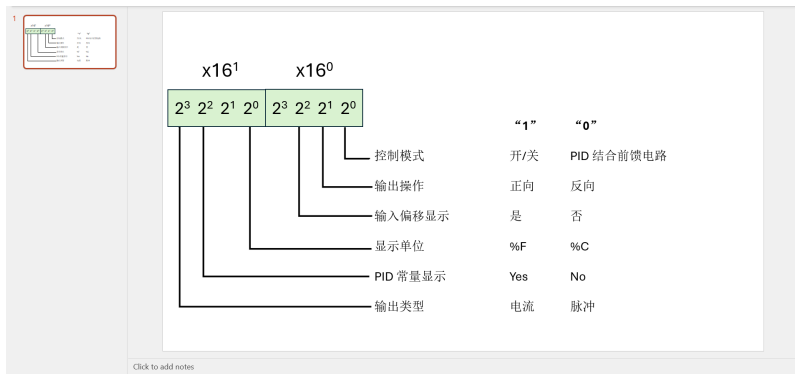 1
x16¹ x16⁰
2³ 2² 2¹ 2⁰ 2³ 2² 2¹ 2⁰
“1” “0”
控制模式 开/关 PID 结合前馈电路
输出操作 正向 反向
输入偏移显示 是 否
显示单位 %F %C
PID 常量显示 Yes No
输出类型 电流 脉冲
Click to add notes